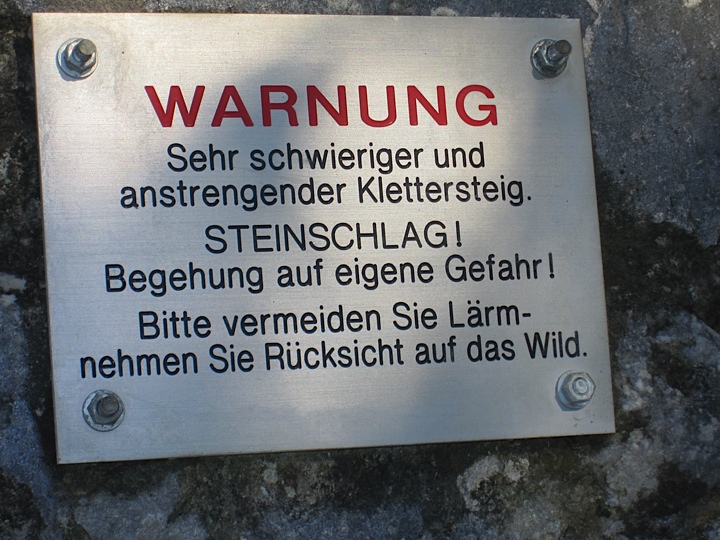 WARNUNG
Sehr schwieriger und
anstrengender Klettersteig.
STEINSCHLAG!
Begehung auf eigene Gefahr!
Bitte vermeiden Sie Lärm-
nehmen Sie Rücksicht auf das Wild.